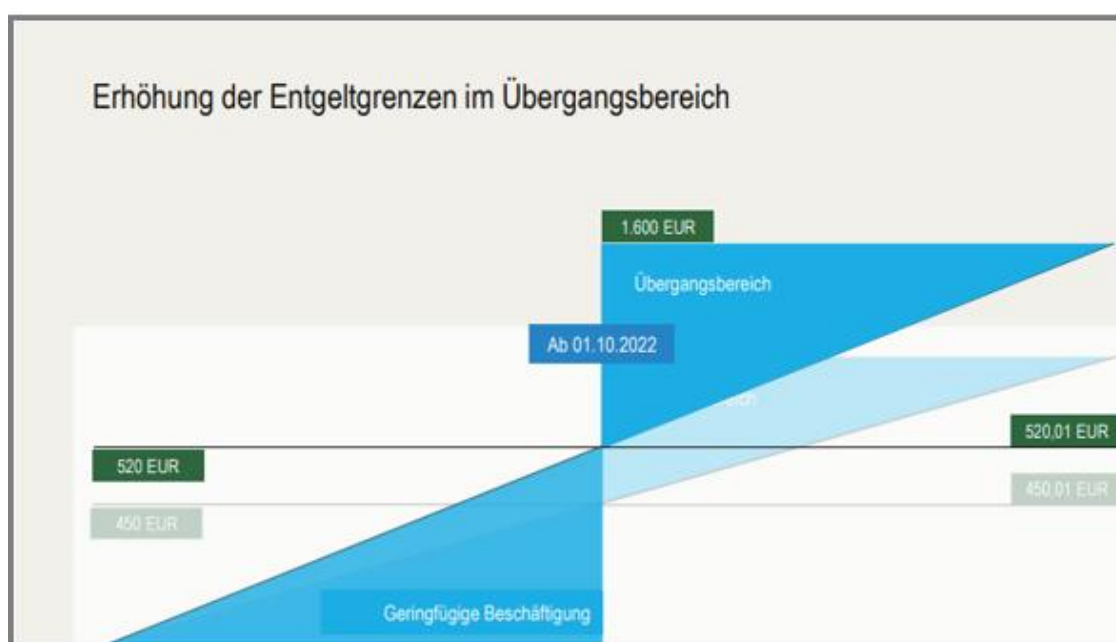 Erhöhung der Entgeltgrenzen im Übergangsbereich
1.600 EUR
Übergangsbereich
Ab 01.10.2022
520,01 EUR
520 EUR
450,01 EUR
450 EUR
Geringfügige Beschäftigung